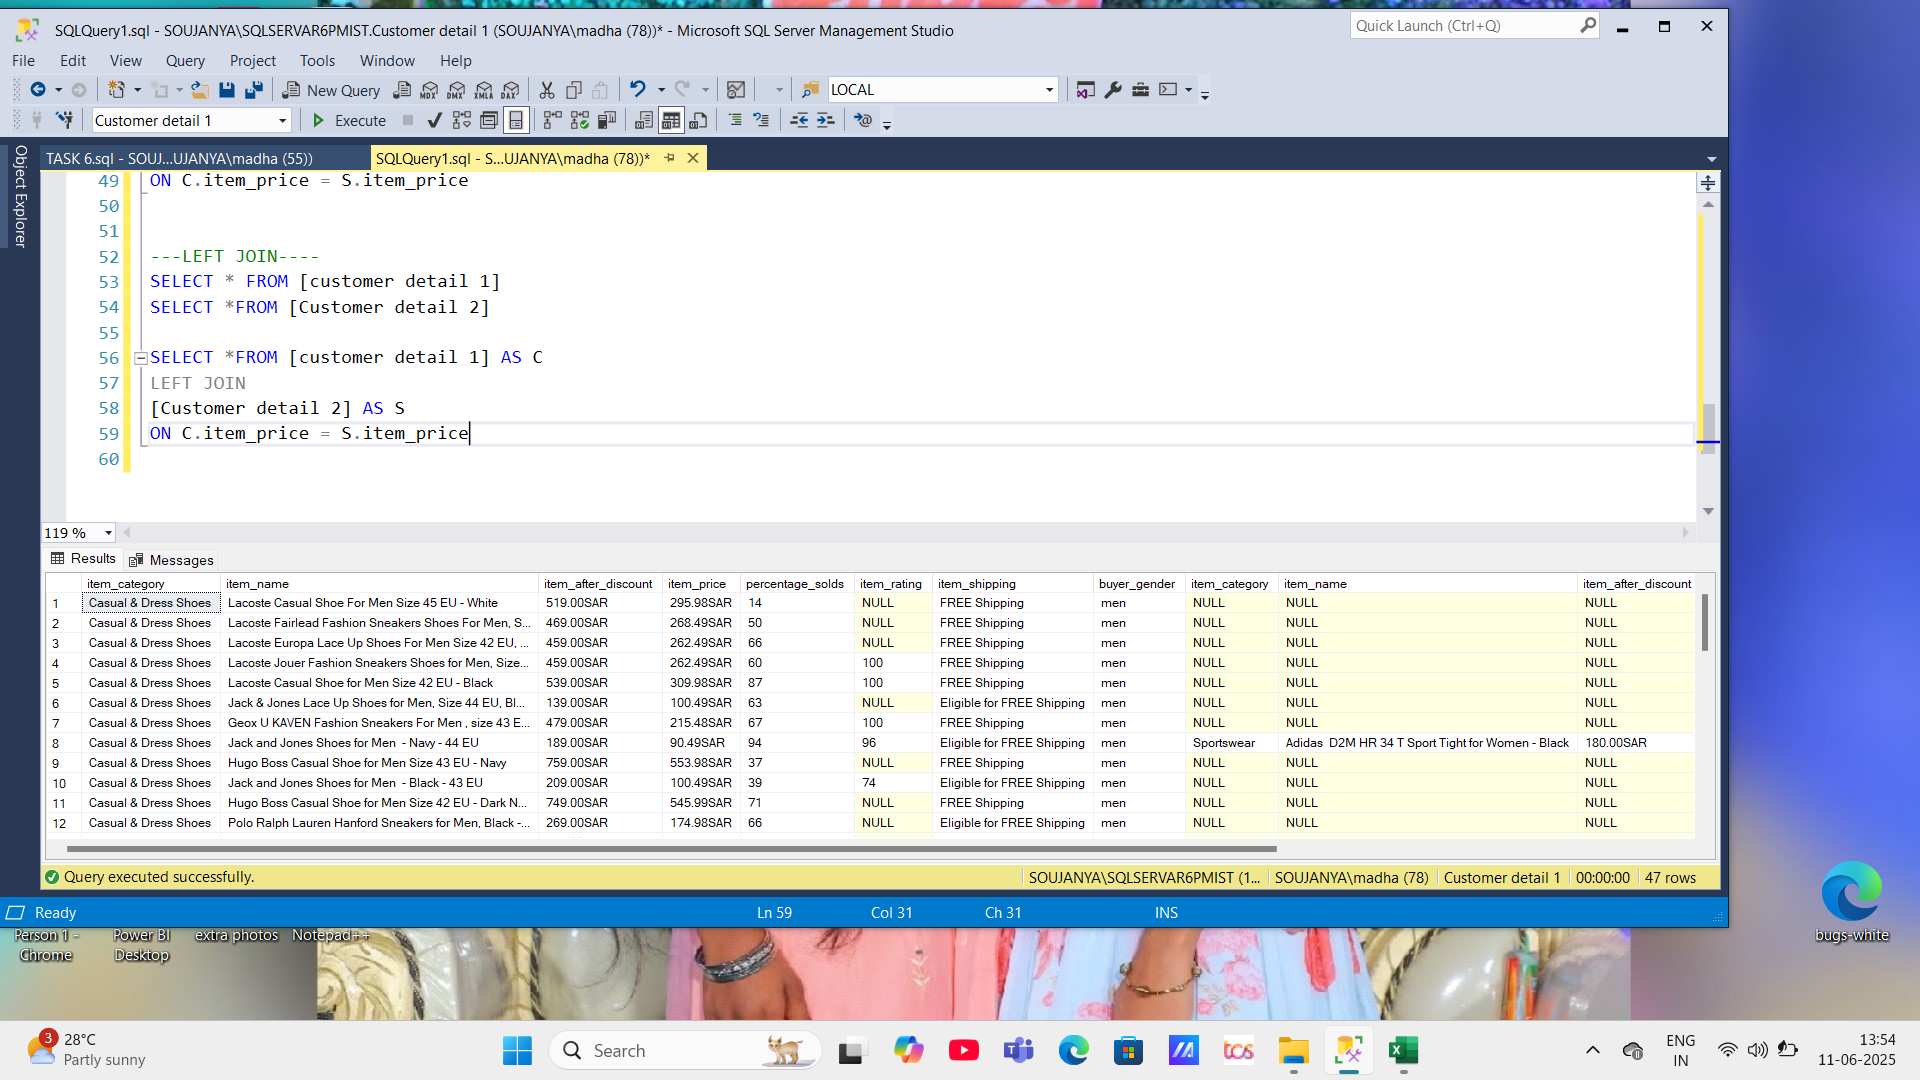 SQLQuery1.sql - SOUJANYA\SQLSERVAR6PMIST.Customer detail 1 (SOUJANYA\madha (78))* - Microsoft SQL Server Management Studio
Quick Launch (Ctrl+Q)
File Edit View Query Project Tools Window Help
New Query MDX DMX XMLA DAX LOCAL
Customer detail 1 Execute
Object Explorer
TASK 6.sql - SOUJ...UJANYA\madha (55)) SQLQuery1.sql - S...UJANYA\madha (78))*
49 ON C.item_price = S.item_price
50
51
52 ---LEFT JOIN----
53 SELECT * FROM [customer detail 1]
54 SELECT *FROM [Customer detail 2]
55
56 SELECT *FROM [customer detail 1] AS C
57 LEFT JOIN
58 [Customer detail 2] AS S
59 ON C.item_price = S.item_price
60
119 %
Results Messages
item_category item_name item_after_discount item_price percentage_solds item_rating item_shipping buyer_gender item_category item_name item_after_discount
1 Casual & Dress Shoes Lacoste Casual Shoe For Men Size 45 EU - White 519.00SAR 295.98SAR 14 NULL FREE Shipping men NULL NULL NULL
2 Casual & Dress Shoes Lacoste Fairlead Fashion Sneakers Shoes For Men, S... 469.00SAR 268.49SAR 50 NULL FREE Shipping men NULL NULL NULL
3 Casual & Dress Shoes Lacoste Europa Lace Up Shoes For Men Size 42 EU, ... 459.00SAR 262.49SAR 66 NULL FREE Shipping men NULL NULL NULL
4 Casual & Dress Shoes Lacoste Jouer Fashion Sneakers Shoes for Men, Size... 459.00SAR 262.49SAR 60 100 FREE Shipping men NULL NULL NULL
5 Casual & Dress Shoes Lacoste Casual Shoe for Men Size 42 EU - Black 539.00SAR 309.98SAR 87 100 FREE Shipping men NULL NULL NULL
6 Casual & Dress Shoes Jack & Jones Lace Up Shoes for Men, Size 44 EU, Bl... 139.00SAR 100.49SAR 63 NULL Eligible for FREE Shipping men NULL NULL NULL
7 Casual & Dress Shoes Geox U KAVEN Fashion Sneakers For Men , size 43 E... 479.00SAR 215.48SAR 67 100 FREE Shipping men NULL NULL NULL
8 Casual & Dress Shoes Jack and Jones Shoes for Men - Navy - 44 EU 189.00SAR 90.49SAR 94 96 Eligible for FREE Shipping men Sportswear Adidas D2M HR 34 T Sport Tight for Women - Black 180.00SAR
9 Casual & Dress Shoes Hugo Boss Casual Shoe for Men Size 43 EU - Navy 759.00SAR 553.98SAR 37 NULL FREE Shipping men NULL NULL NULL
10 Casual & Dress Shoes Jack and Jones Shoes for Men - Black - 43 EU 209.00SAR 100.49SAR 39 74 Eligible for FREE Shipping men NULL NULL NULL
11 Casual & Dress Shoes Hugo Boss Casual Shoe for Men Size 42 EU - Dark N... 749.00SAR 545.99SAR 71 NULL FREE Shipping men NULL NULL NULL
12 Casual & Dress Shoes Polo Ralph Lauren Hanford Sneakers for Men, Black -... 269.00SAR 174.98SAR 66 NULL Eligible for FREE Shipping men NULL NULL NULL
Query executed successfully. SOUJANYA\SQLSERVAR6PMIST (1... SOUJANYA\madha (78) Customer detail 1 00:00:00 47 rows
Ready Ln 59 Col 31 Ch 31 INS
Person 1 - Chrome
Power BI Desktop
extra photos
Notepad++
bugs-white
3 28°C
Partly sunny
Search
tcs
ENG
IN
13:54
11-06-2025